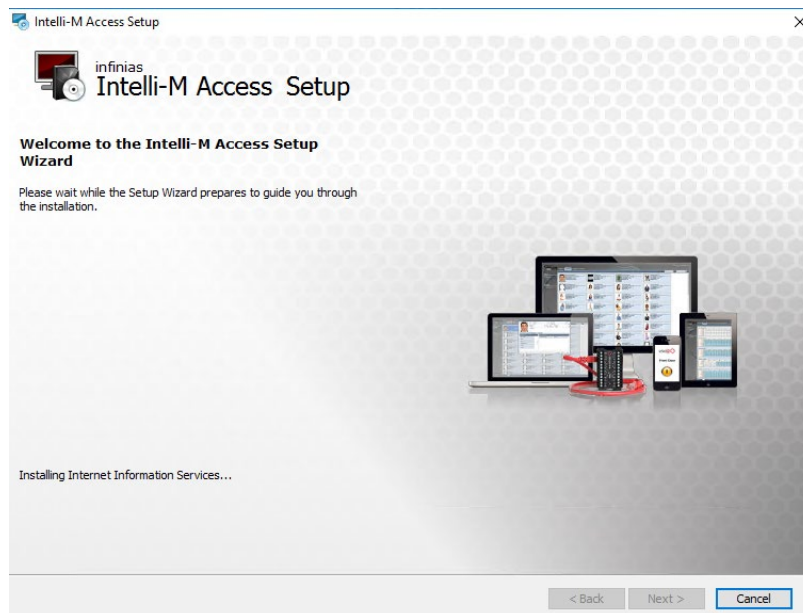 Intelli-M Access Setup
infinias
Intelli-M Access Setup
Welcome to the Intelli-M Access Setup
Wizard
Please wait while the Setup Wizard prepares to guide you through
the installation.
Installing Internet Information Services...
< Back
Next >
Cancel